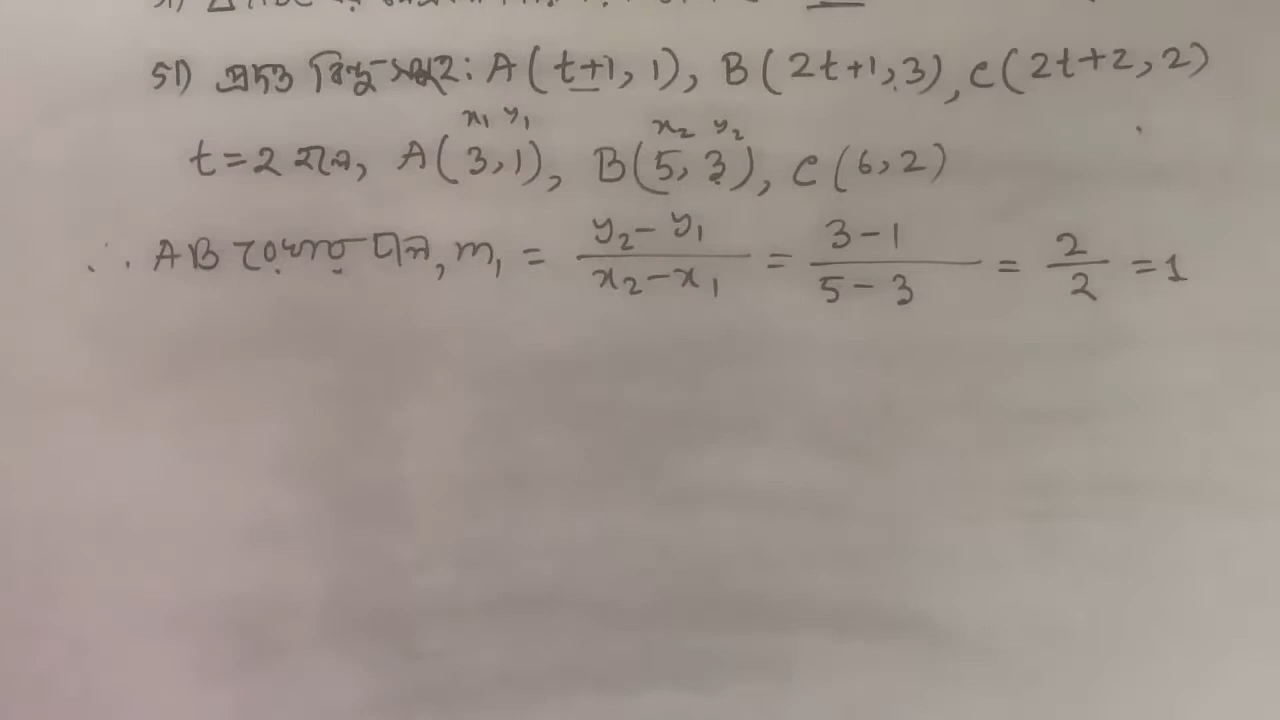 51) প্রদত্ত বিন্দুসমূহ: A(t+1, 1), B(2t+1, 3), C(2t+2, 2)
x₁ y₁ x₂ y₂
t=2 হলে, A(3,1), B(5,3), C(6,2)
∴ AB রেখার ঢাল, m₁ = (y₂-y₁)/(x₂-x₁) = (3-1)/(5-3) = 2/2 = 1